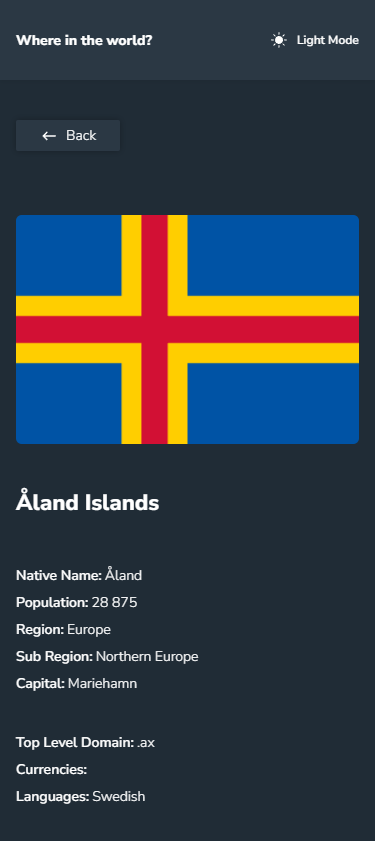 Where in the world?
Light Mode
Back
Åland Islands
Native Name: Åland
Population: 28 875
Region: Europe
Sub Region: Northern Europe
Capital: Mariehamn
Top Level Domain: .ax
Currencies:
Languages: Swedish